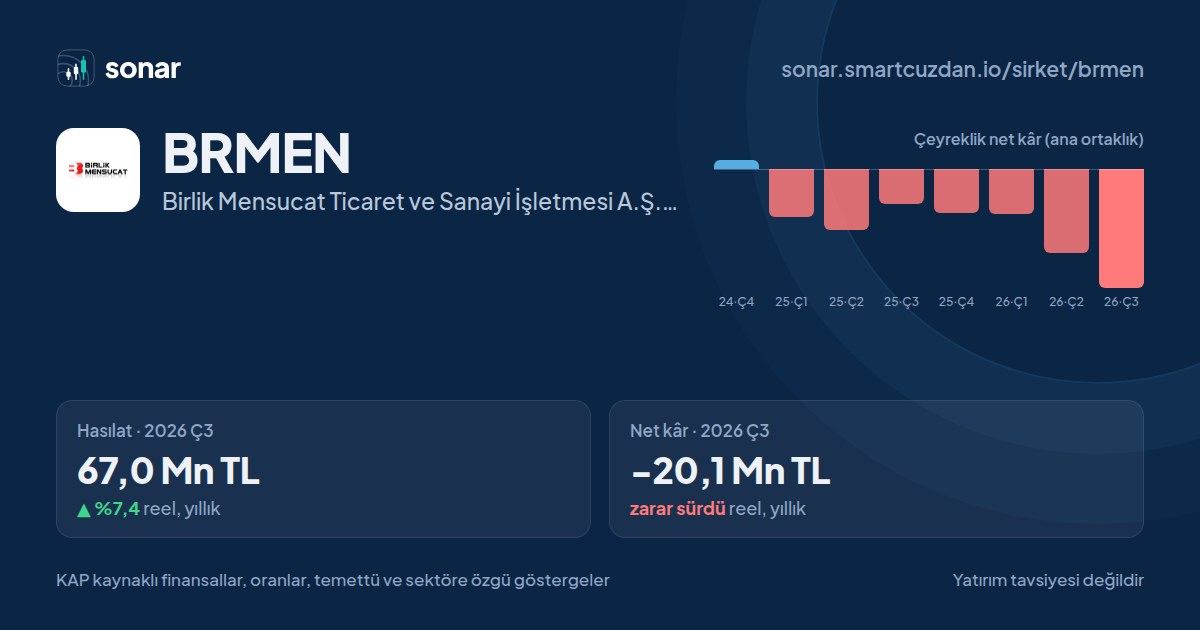 sonar
sonar.smartcuzdan.io/sirket/brmen
BİRLİK
MENSUCAT
BRMEN
Birlik Mensucat Ticaret ve Sanayi İşletmesi A.Ş. …
Çeyreklik net kâr (ana ortaklık)
24·Ç4 25·Ç1 25·Ç2 25·Ç3 25·Ç4 26·Ç1 26·Ç2 26·Ç3
Hasılat · 2026 Ç3
67,0 Mn TL
▲ %7,4 reel, yıllık
Net kâr · 2026 Ç3
−20,1 Mn TL
zarar sürdü reel, yıllık
KAP kaynaklı finansallar, oranlar, temettü ve sektöre özgü göstergeler
Yatırım tavsiyesi değildir